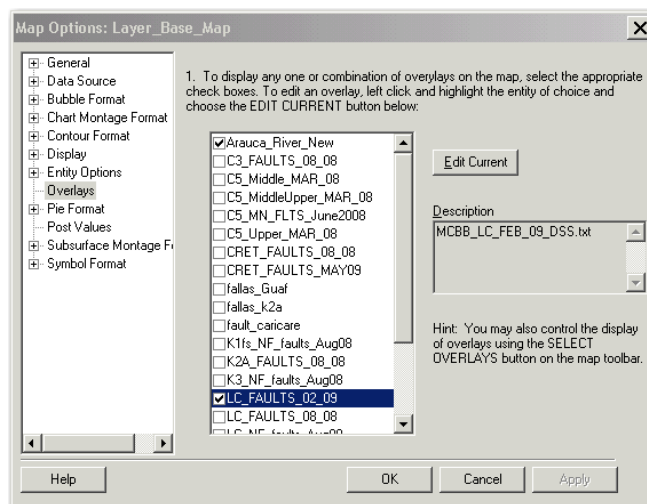 Map Options: Layer_Base_Map
General
Data Source
Bubble Format
Chart Montage Format
Contour Format
Display
Entity Options
Overlays
Pie Format
Post Values
Subsurface Montage F
Symbol Format
1. To display any one or combination of overylays on the map, select the appropriate
check boxes. To edit an overlay, left click and highlight the entity of choice and
choose the EDIT CURRENT button below:
Arauca_River_New
C3_FAULTS_08_08
C5_Middle_MAR_08
C5_MiddleUpper_MAR_08
C5_MN_FLTS_June2008
C5_Upper_MAR_08
CRET_FAULTS_08_08
CRET_FAULTS_MAY09
fallas_Guaf
fallas_k2a
fault_caricare
K1fs_NF_faults_Aug08
K2A_FAULTS_08_08
K3_NF_faults_Aug08
LC_FAULTS_02_09
LC_FAULTS_08_08
LC_NF_faults_Aug08
Edit Current
Description
MCBB_LC_FEB_09_DSS.txt
Hint: You may also control the display
of overlays using the SELECT
OVERLAYS button on the map toolbar.
Help
OK
Cancel
Apply